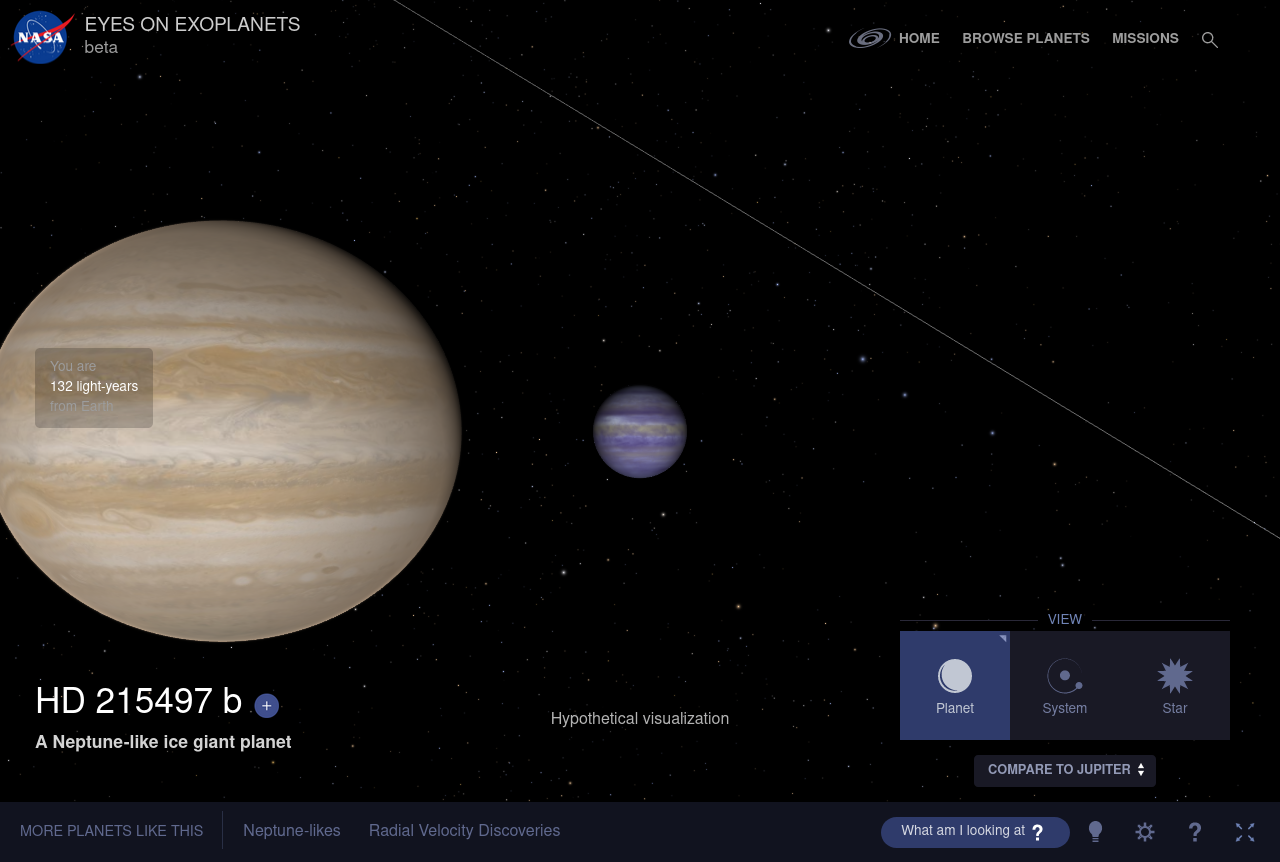 NASA
EYES ON EXOPLANETS
beta
HOME
BROWSE PLANETS
MISSIONS
You are
132 light-years
from Earth
VIEW
Planet
System
Star
HD 215497 b +
A Neptune-like ice giant planet
Hypothetical visualization
COMPARE TO JUPITER
MORE PLANETS LIKE THIS
Neptune-likes
Radial Velocity Discoveries
What am I looking at ?
?